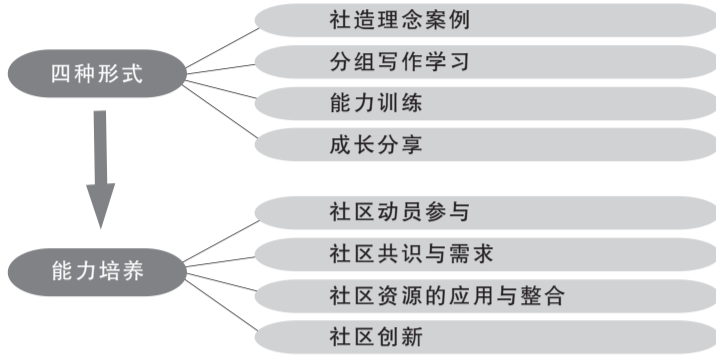 四种形式
社造理念案例
分组写作学习
能力训练
成长分享
能力培养
社区动员参与
社区共识与需求
社区资源的应用与整合
社区创新